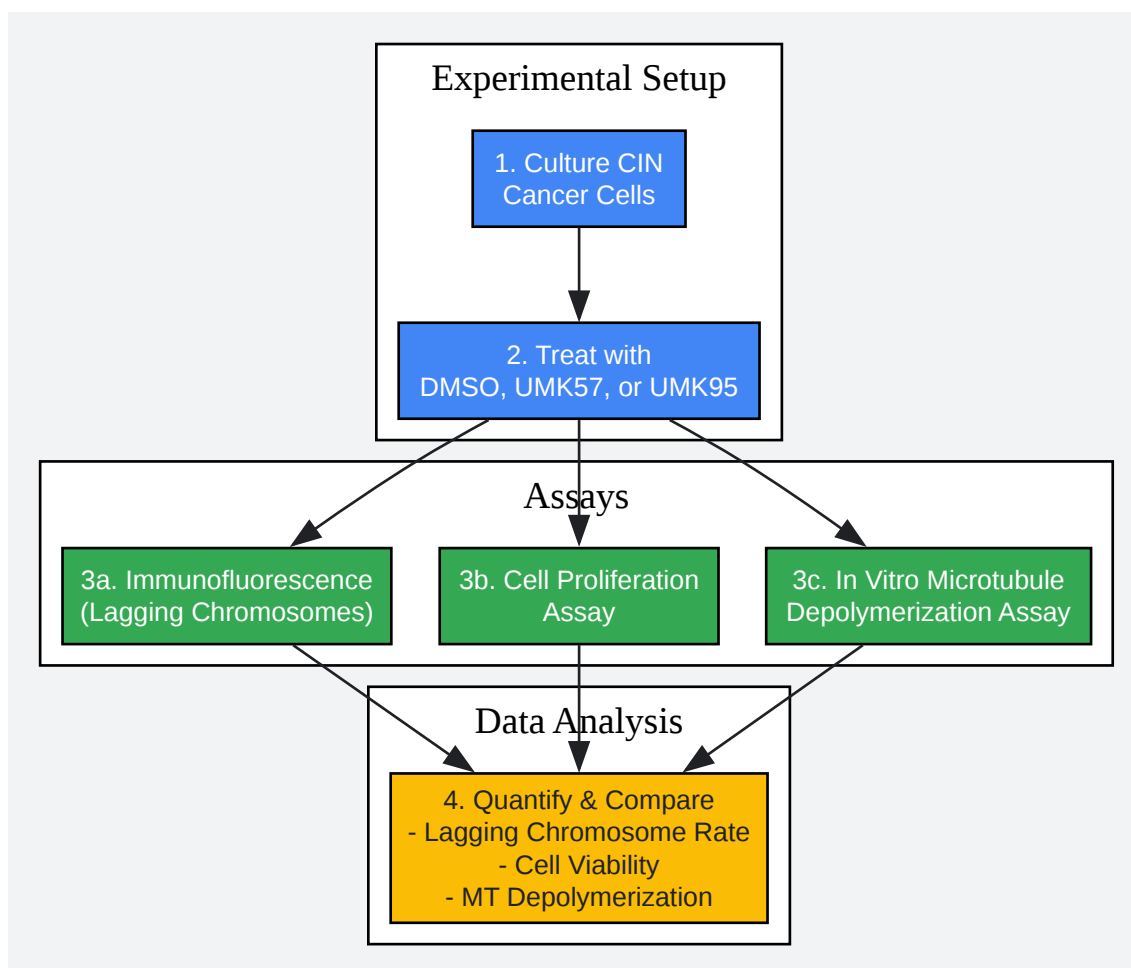 Experimental Setup
1. Culture CIN
Cancer Cells
2. Treat with
DMSO, UMK57, or UMK95
Assays
3a. Immunofluorescence
(Lagging Chromosomes)
3b. Cell Proliferation
Assay
3c. In Vitro Microtubule
Depolymerization Assay
Data Analysis
4. Quantify & Compare
- Lagging Chromosome Rate
- Cell Viability
- MT Depolymerization